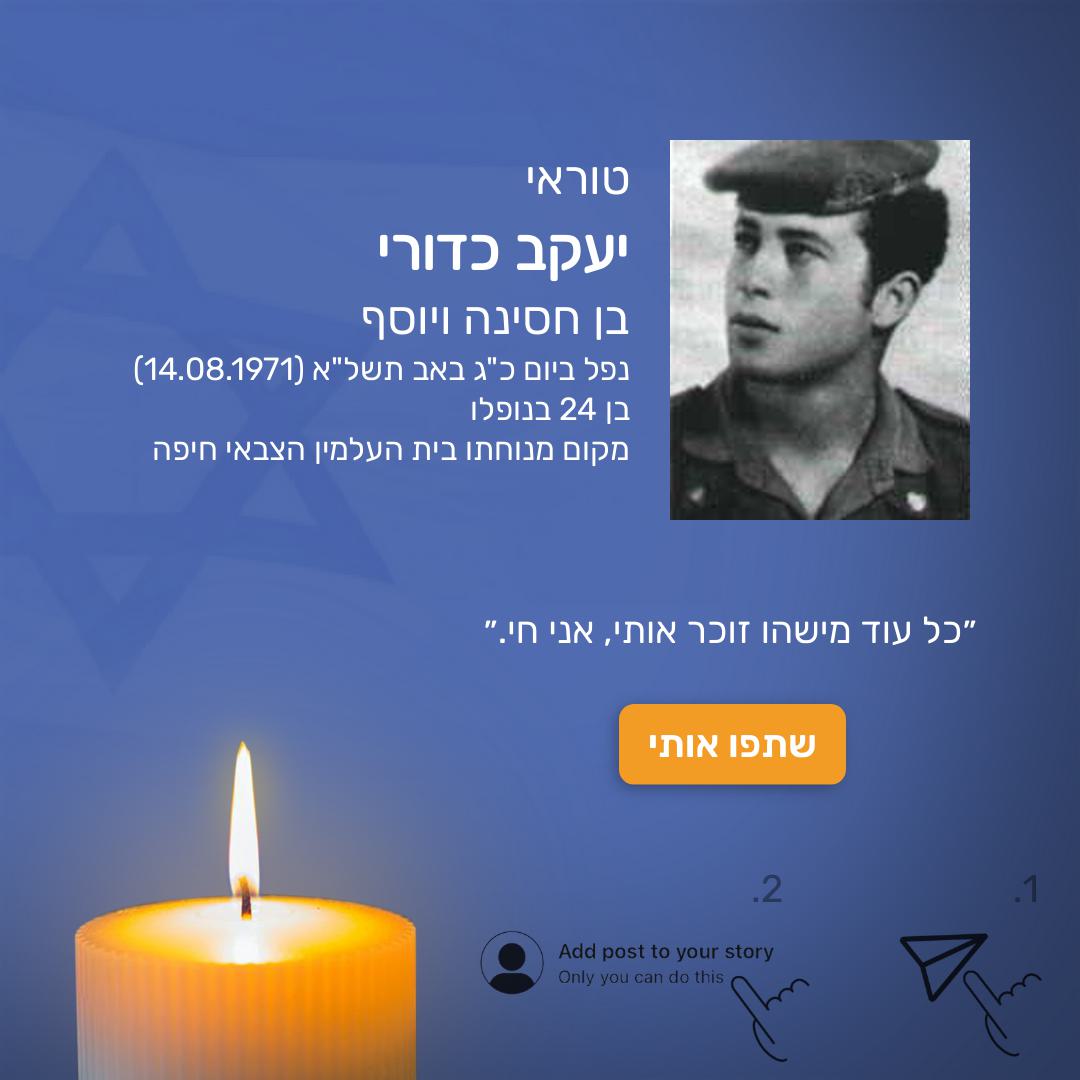 טוראי
יעקב כדורי
בן חסינה ויוסף
נפל ביום כ"ג באב תשל"א (14.08.1971)
בן 24 בנופלו
מקום מנוחתו בית העלמין הצבאי חיפה
״כל עוד מישהו זוכר אותי, אני חי.״
שתפו אותי
1.
2.
Add post to your story
Only you can do this